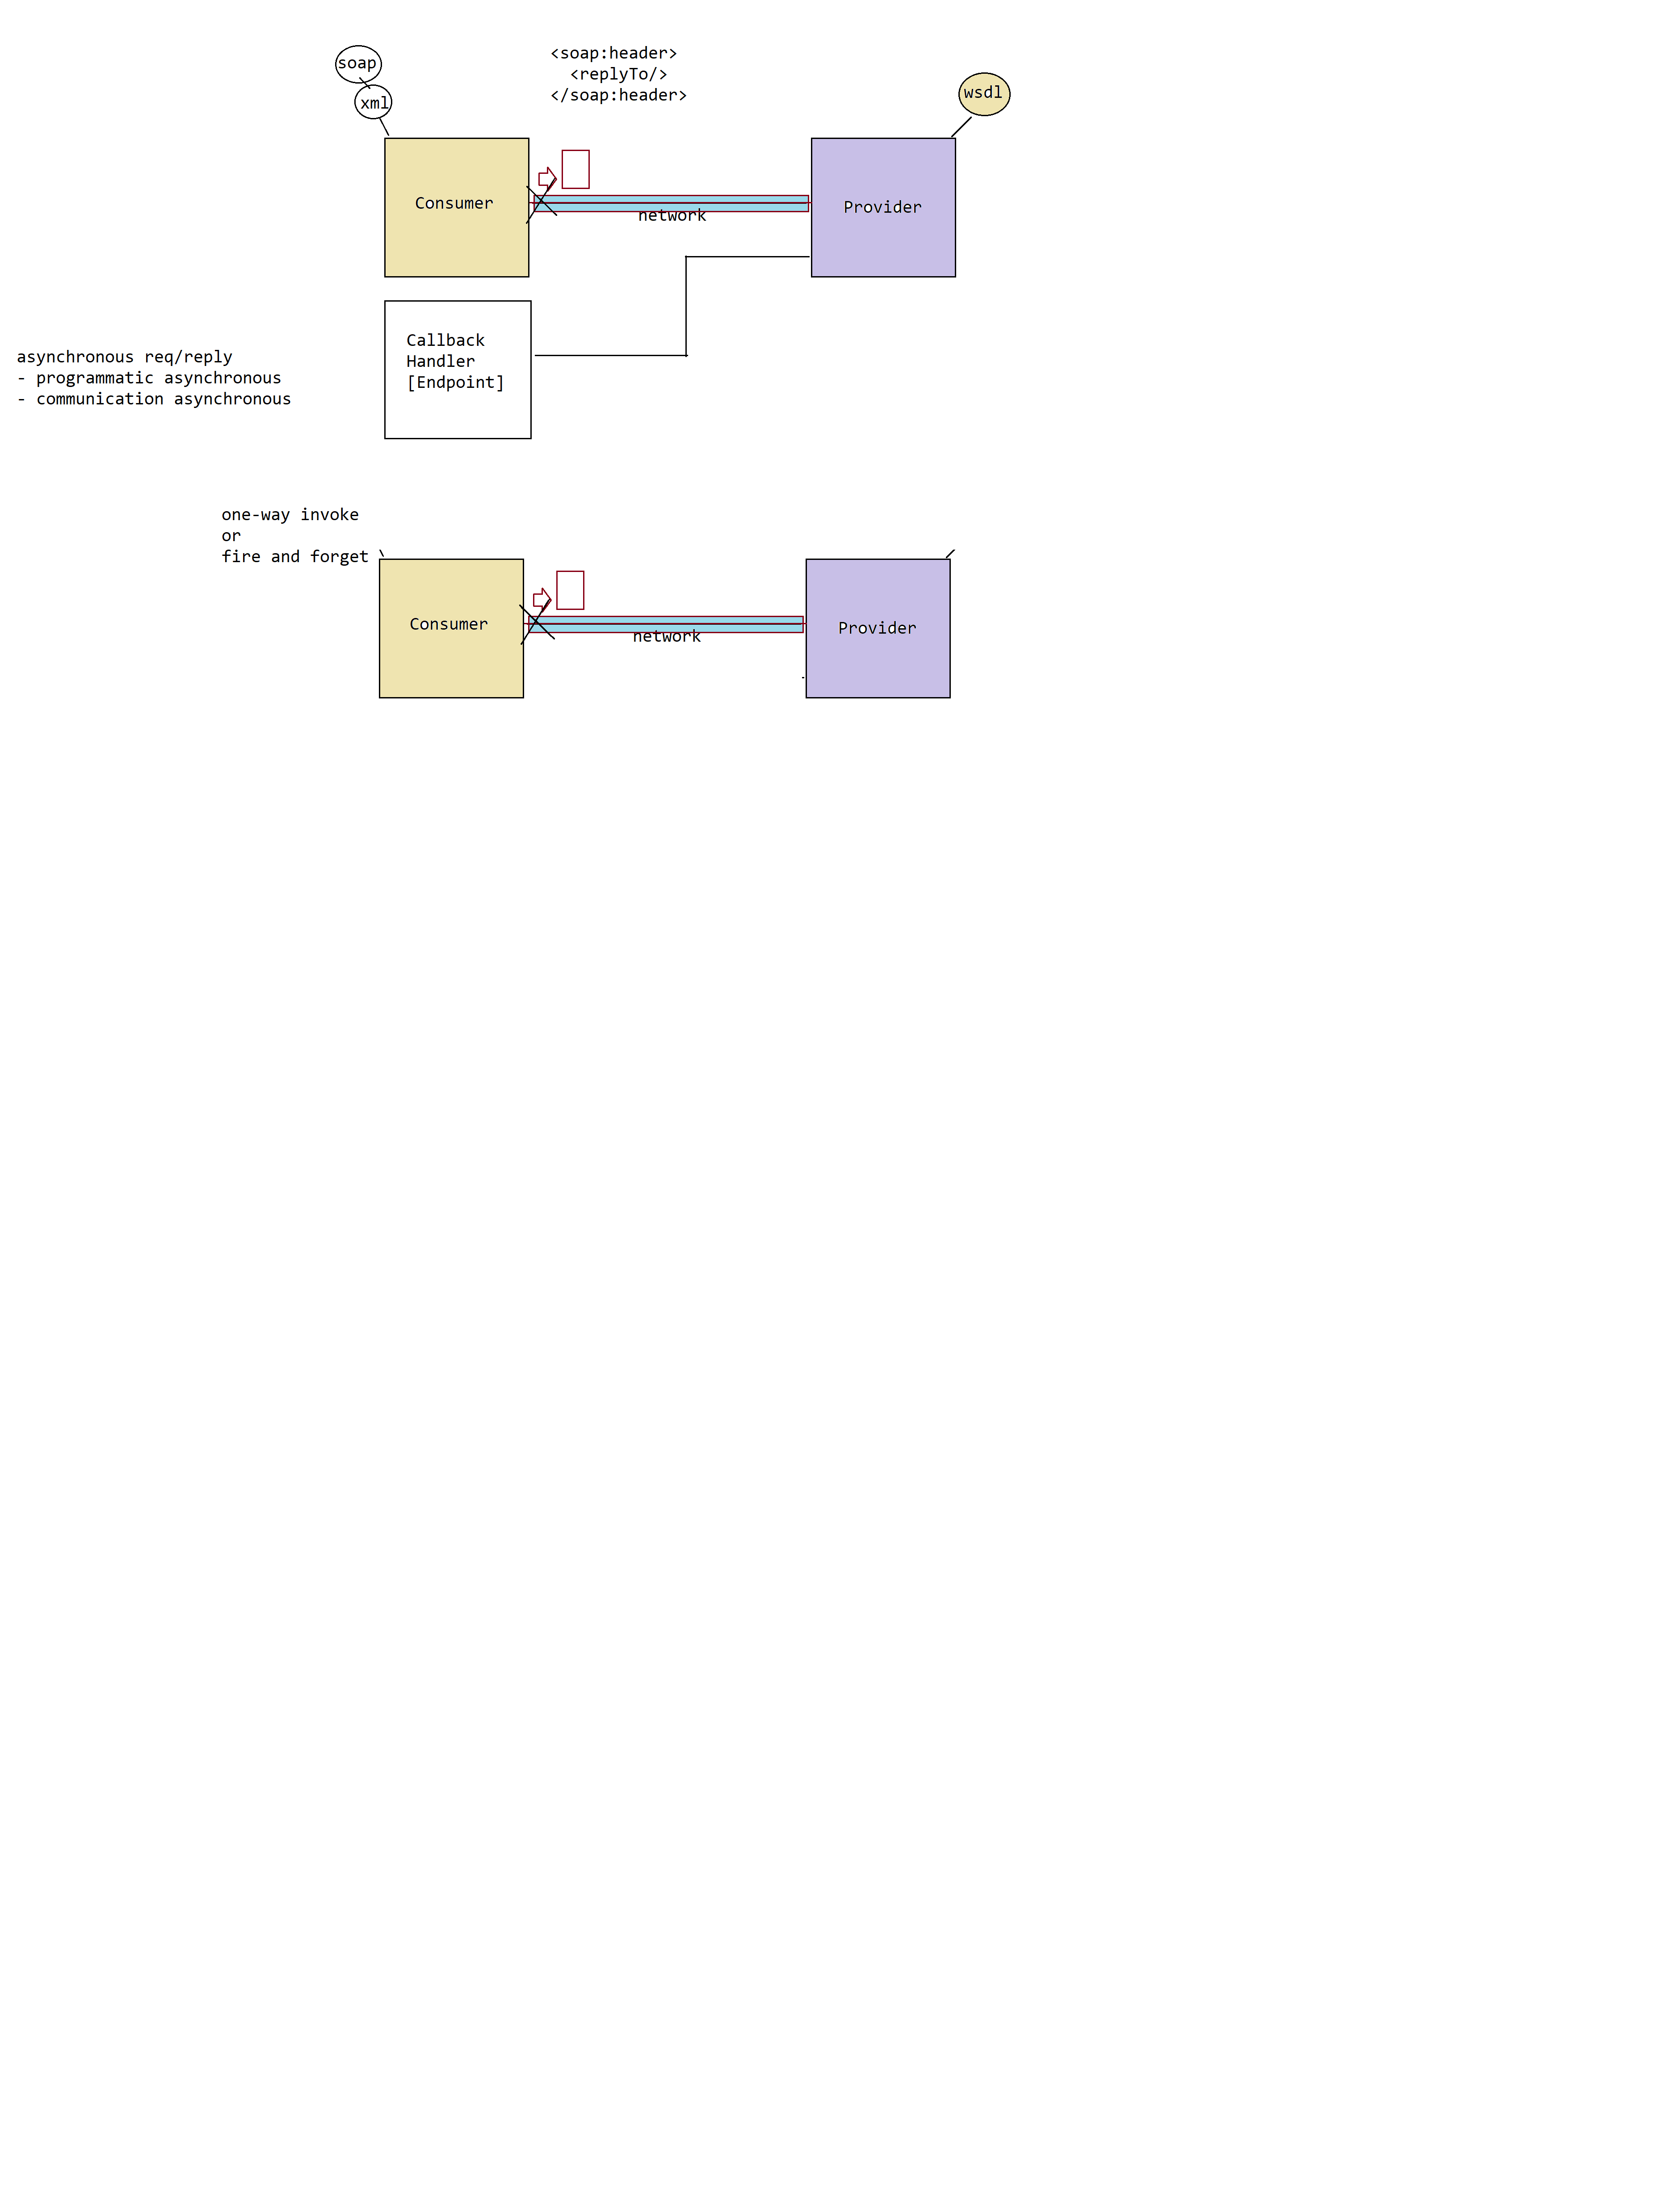 soap
xml
<soap:header>
  <replyTo/>
</soap:header>
wsdl
Consumer
network
Provider
Callback
Handler
[Endpoint]
asynchronous req/reply
- programmatic asynchronous
- communication asynchronous
one-way invoke
or
fire and forget
Consumer
network
Provider